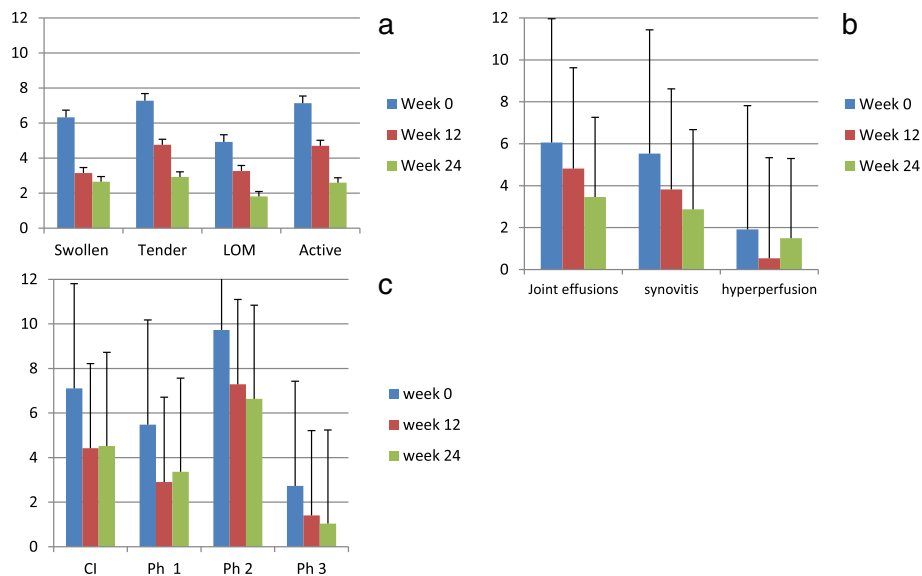 a
12
10
8
6
4
2
0
Swollen Tender LOM Active
Week 0
Week 12
Week 24
b
12
10
8
6
4
2
0
Joint effusions synovitis hyperperfusion
Week 0
Week 12
Week 24
c
12
10
8
6
4
2
0
CI Ph 1 Ph 2 Ph 3
week 0
week 12
week 24